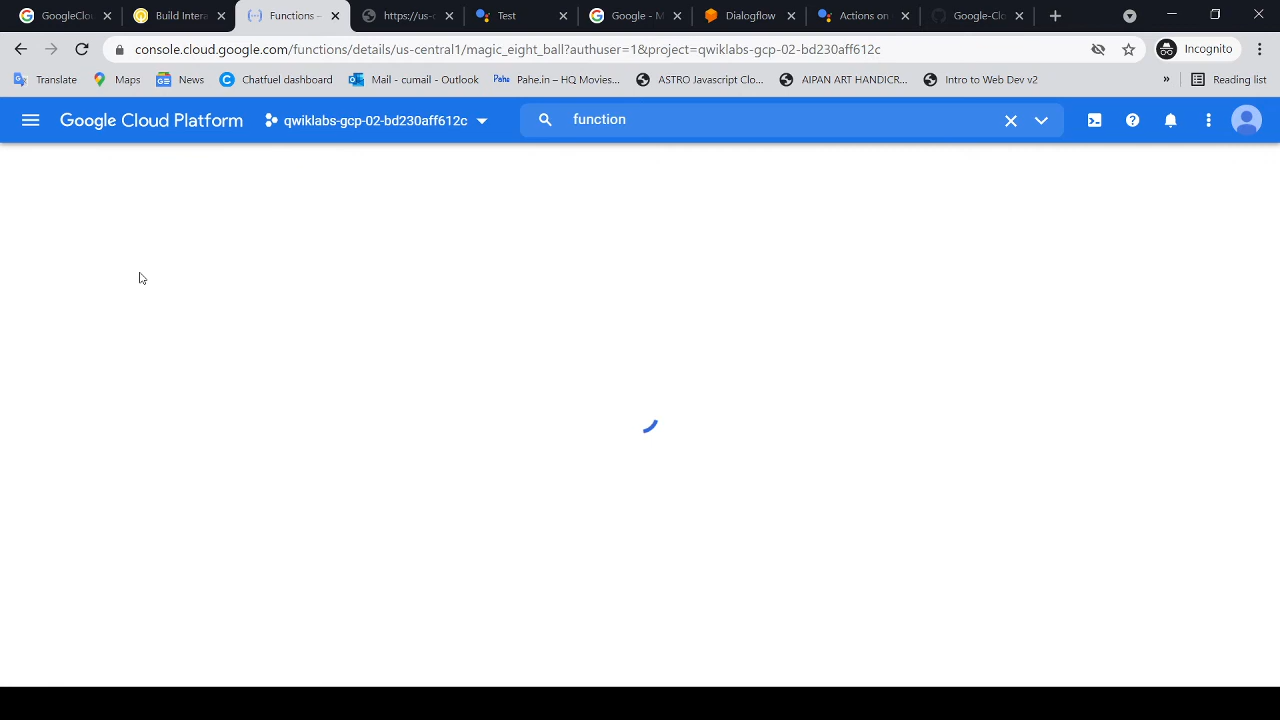 GoogleClou
Build Intera
Functions –
https://us-c
Test
Google - M
Dialogflow
Actions on
Google-Clo
console.cloud.google.com/functions/details/us-central1/magic_eight_ball?authuser=1&project=qwiklabs-gcp-02-bd230aff612c
Incognito
Translate
Maps
News
Chatfuel dashboard
Mail - cumail - Outlook
Pahe Pahe.in – HQ Movies...
ASTRO Javascript Clo...
AIPAN ART HANDICR...
Intro to Web Dev v2
»
Reading list
Google Cloud Platform
qwiklabs-gcp-02-bd230aff612c
function